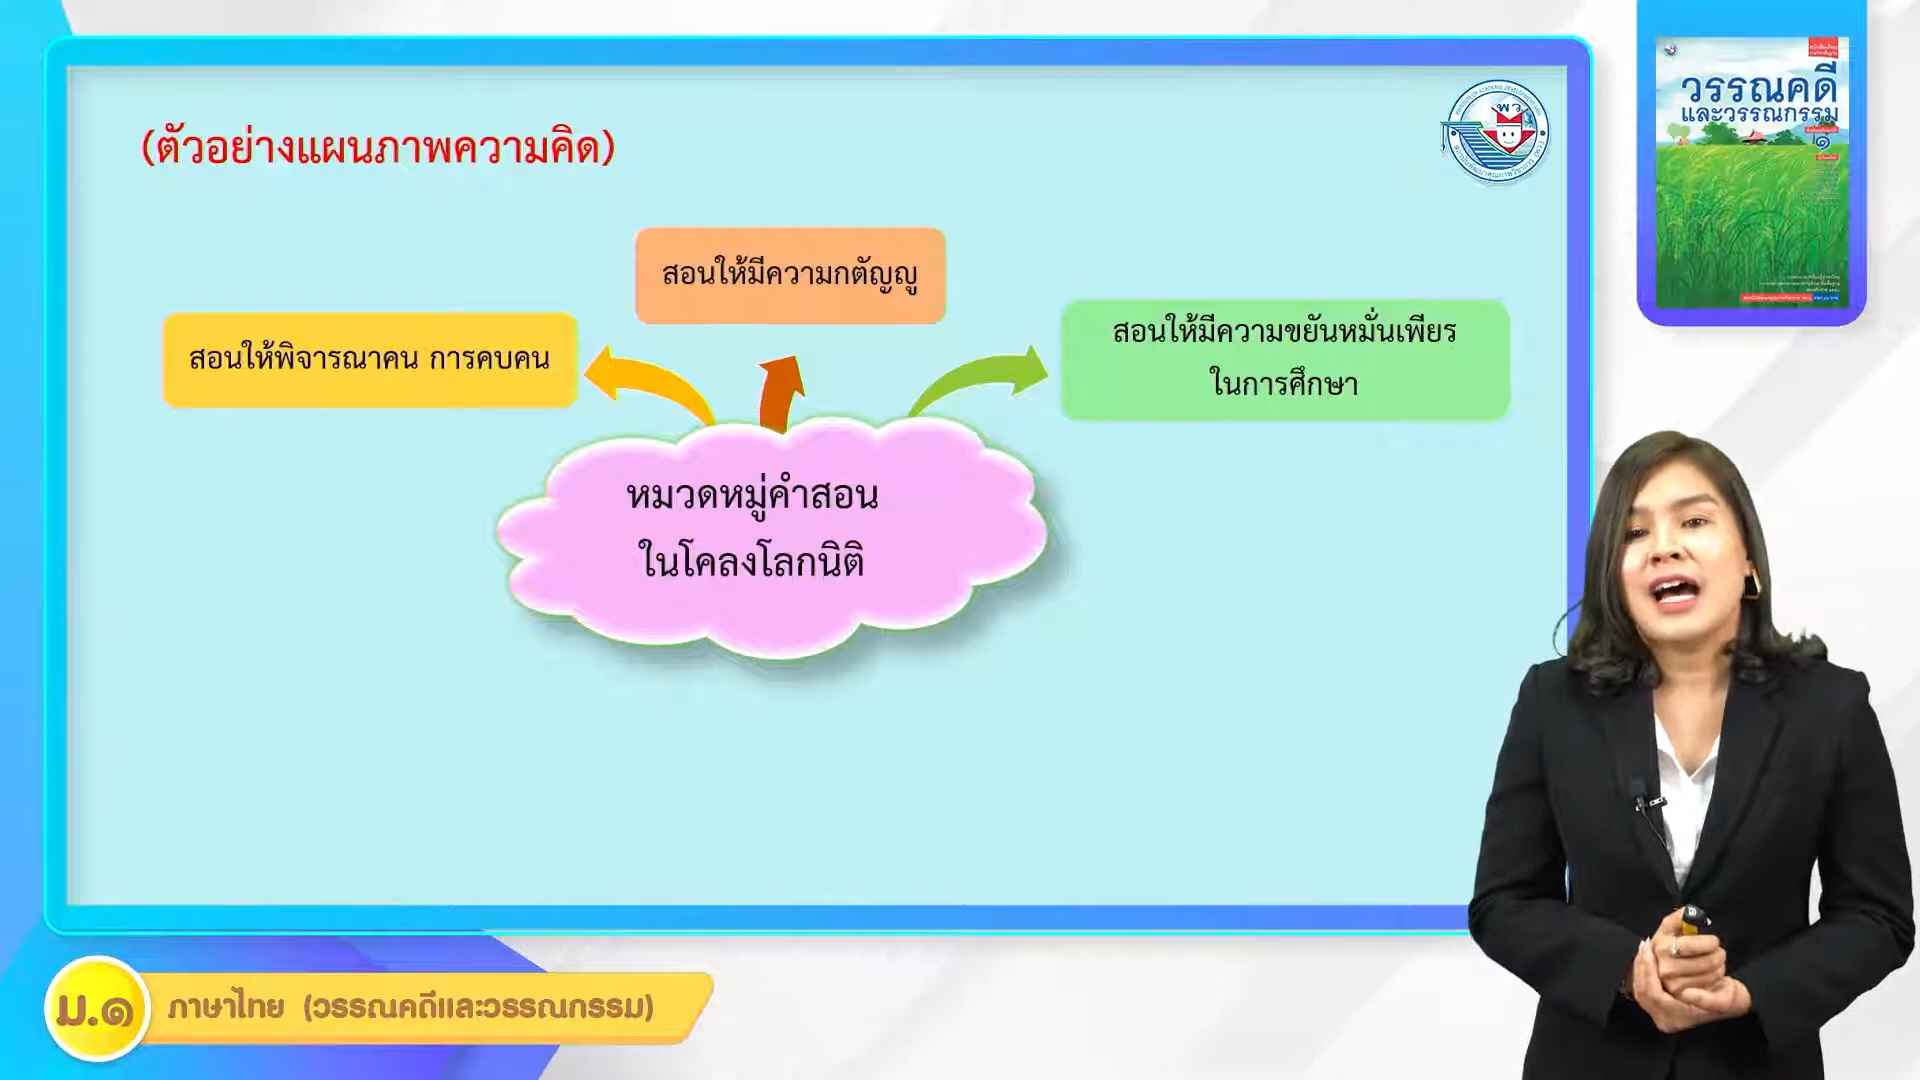 (ตัวอย่างแผนภาพความคิด)
สอนให้มีความกตัญญู
สอนให้พิจารณาคน การคบคน
สอนให้มีความขยันหมั่นเพียร
ในการศึกษา
หมวดหมู่คำสอน
ในโคลงโลกนิติ
วรรณคดี
และวรรณกรรม
๑
พว.
ม.๑
ภาษาไทย (วรรณคดีและวรรณกรรม)